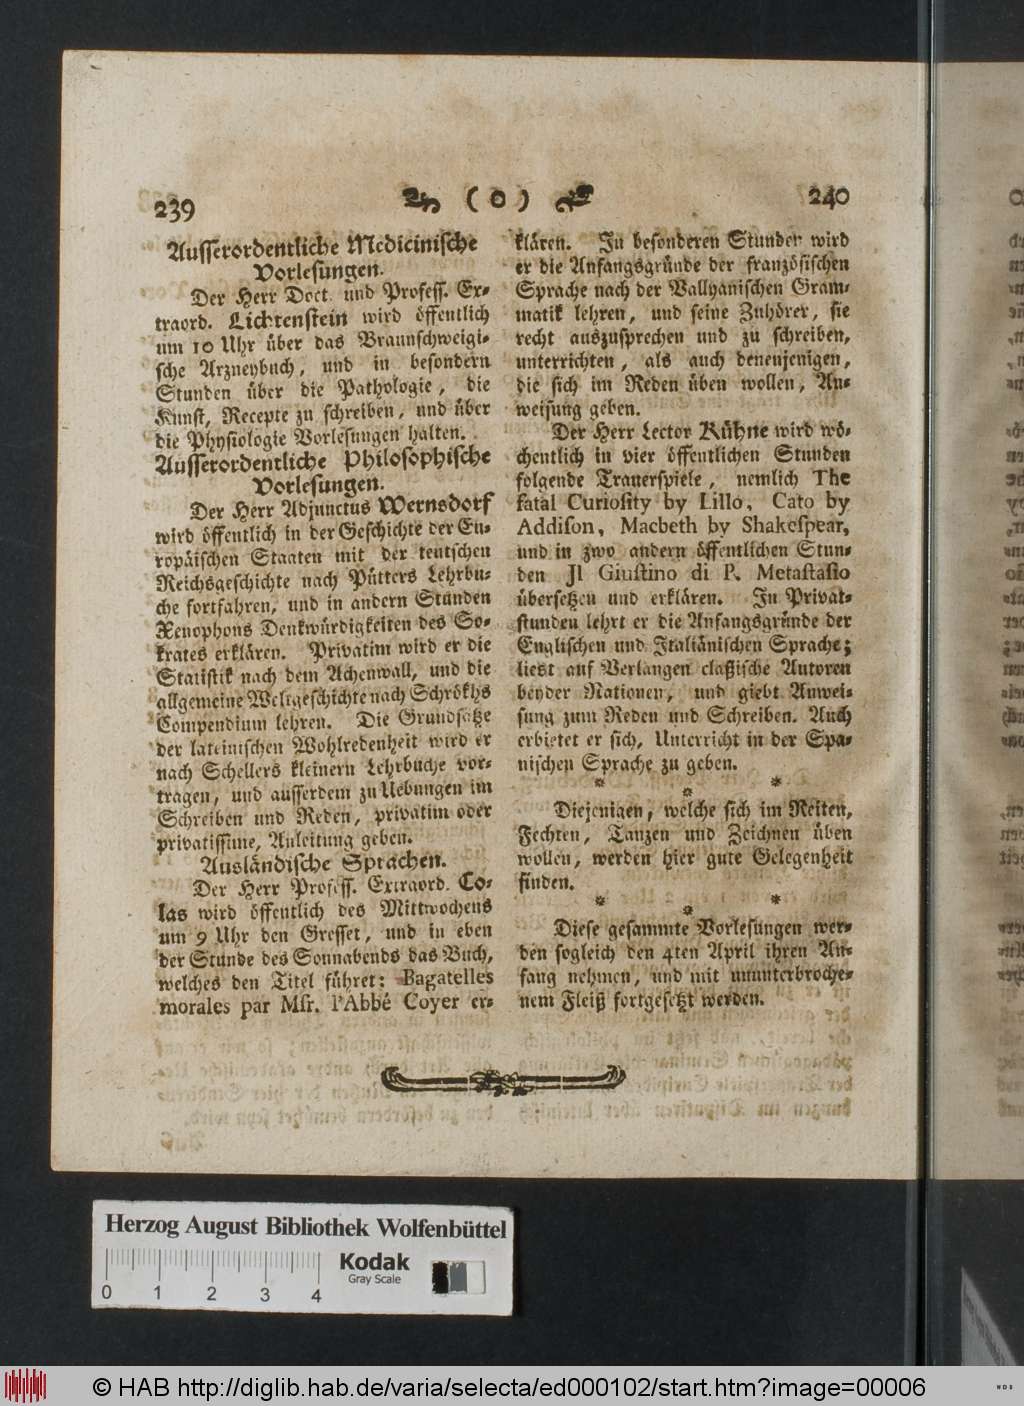 239
( 0 )
240
Ausserordentliche Medicinische
Vorlesungen.
Der Herr Doct. und Profess. Ex-
traord. Lichtenstein wird öffentlich
um 10 Uhr über das Braunschweigi-
sche Arzneybuch, und in besondern
Stunden über die Pathologie, die
Kunst, Recepte zu schreiben, und über
die Physiologie Vorlesungen halten.
Ausserordentliche Philosophische
Vorlesungen.
Der Herr Adjunctus Wernsdorf
wird öffentlich in der Geschichte der Eu-
ropäischen Staaten mit der teutschen
Reichsgeschichte nach Pütters Lehrbu-
che fortfahren, und in andern Stunden
Xenophons Denkwürdigkeiten des So-
krates erklären. Privatim wird er die
Statistik nach dem Achenwall, und die
allgemeine Weltgeschichte nach Schrökhs
Compendium lehren. Die Grundsätze
der lateinischen Wohlredenheit wird er
nach Schellers kleinern Lehrbuche vor-
tragen, und ausserdem zu Uebungen im
Schreiben und Reden, privatim oder
privatissime, Anleitung geben.
Ausländische Sprachen.
Der Herr Profess. Extraord. Co-
las wird öffentlich des Mittwochens
um 9 Uhr den Gresset, und in eben
der Stunde des Sonnabends das Buch,
welches den Titel führet: Bagatelles
morales par Msr. l'Abbé Coyer er-
klären. In besonderen Stunden wird
er die Anfangsgründe der französischen
Sprache nach der Vallyanischen Gram-
matik lehren, und seine Zuhörer, sie
recht auszusprechen und zu schreiben,
unterrichten, als auch denenjenigen,
die sich im Reden üben wollen, An-
weisung geben.
Der Herr Lector Kühne wird wö-
chentlich in vier öffentlichen Stunden
folgende Trauerspiele, nemlich The
fatal Curiosity by Lillo, Cato by
Addison, Macbeth by Shakespear,
und in zwo andern öffentlichen Stun-
den Jl Giustino di P. Metastasio
übersetzen und erklären. In Privat-
stunden lehrt er die Anfangsgründe der
Englischen und Italiänischen Sprache;
liest auf Verlangen claßische Autoren
beyder Nationen, und giebt Anwei-
sung zum Reden und Schreiben. Auch
erbietet er sich, Unterricht in der Spa-
nischen Sprache zu geben.
* * *
Diejenigen, welche sich im Reiten,
Fechten, Tanzen und Zeichnen üben
wollen, werden hier gute Gelegenheit
finden.
* * *
Diese gesammte Vorlesungen wer-
den sogleich den 4ten April ihren An-
fang nehmen, und mit ununterbroche-
nem Fleiß fortgesetzt werden.
Herzog August Bibliothek Wolfenbüttel
Kodak
Gray Scale
0 1 2 3 4
© HAB http://diglib.hab.de/varia/selecta/ed000102/start.htm?image=00006